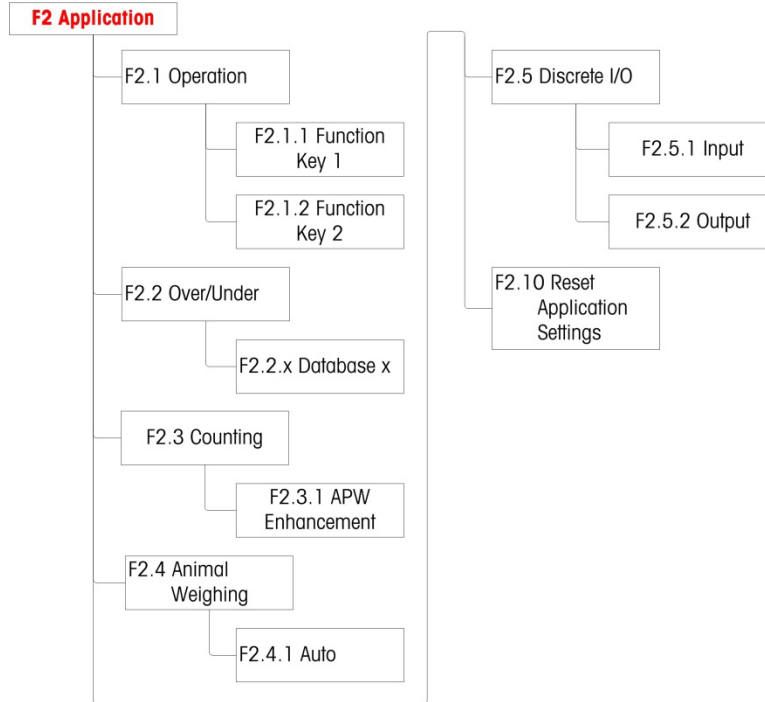 F2 Application
F2.1 Operation
F2.1.1 Function
Key 1
F2.1.2 Function
Key 2
F2.2 Over/Under
F2.2.x Database x
F2.3 Counting
F2.3.1 APW
Enhancement
F2.4 Animal
Weighing
F2.4.1 Auto
F2.5 Discrete I/O
F2.5.1 Input
F2.5.2 Output
F2.10 Reset
Application
Settings